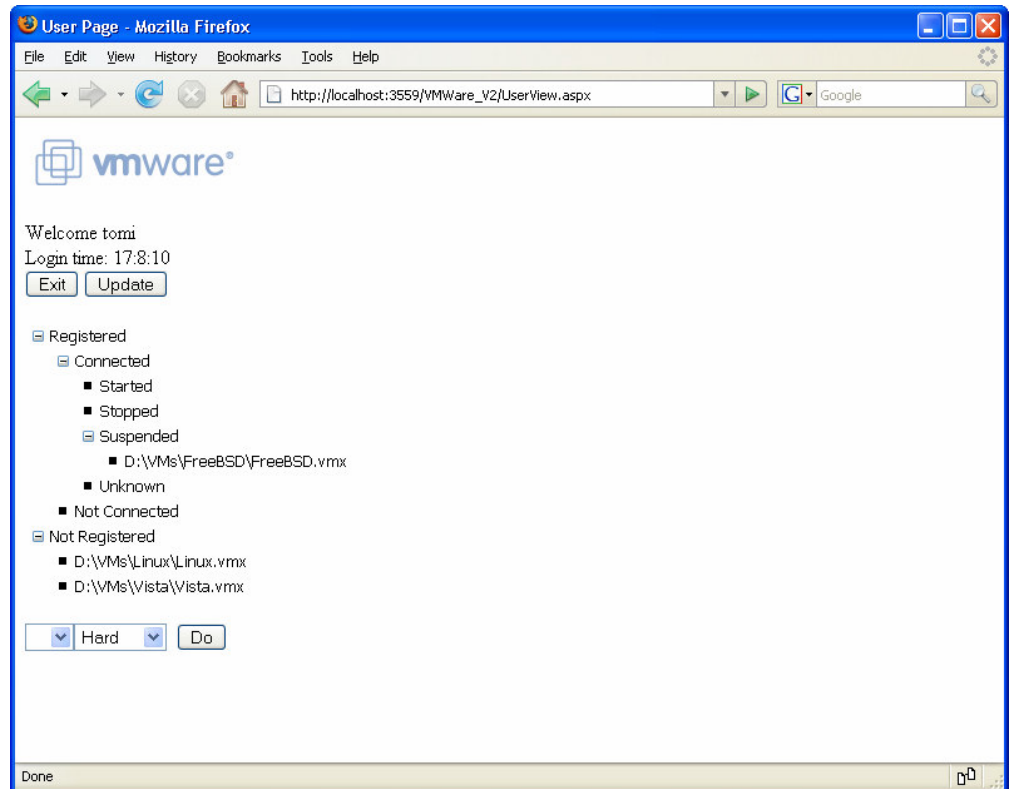 User Page - Mozilla Firefox
File Edit View History Bookmarks Tools Help
http://localhost:3559/VMWare_V2/UserView.aspx G Google
vmware®
Welcome tomi
Login time: 17:8:10
Exit Update
Registered
Connected
Started
Stopped
Suspended
D:\VMs\FreeBSD\FreeBSD.vmx
Unknown
Not Connected
Not Registered
D:\VMs\Linux\Linux.vmx
D:\VMs\Vista\Vista.vmx
Hard Do
Done